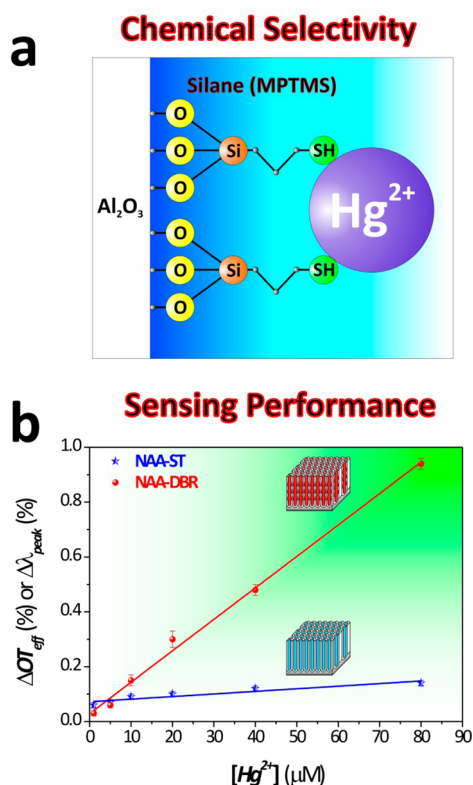 Chemical Selectivity
a
Silane (MPTMS)
O
O Si SH
O
Al₂O₃
Hg²⁺
O
O Si SH
O
Sensing Performance
b
NAA-ST
NAA-DBR
ΔOT_eff (%) or Δλ_peak (%)
1.0
0.8
0.6
0.4
0.2
0.0
0 10 20 30 40 50 60 70 80 90
[Hg²⁺] (μM)